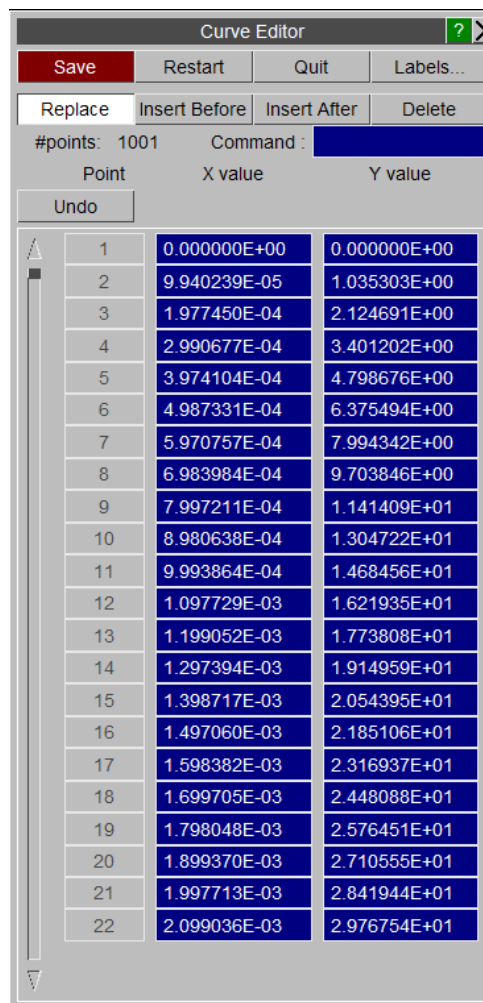 Curve Editor ? X
Save Restart Quit Labels...
Replace Insert Before Insert After Delete
#points: 1001 Command :
Point X value Y value
Undo
1 0.000000E+00 0.000000E+00
2 9.940239E-05 1.035303E+00
3 1.977450E-04 2.124691E+00
4 2.990677E-04 3.401202E+00
5 3.974104E-04 4.798676E+00
6 4.987331E-04 6.375494E+00
7 5.970757E-04 7.994342E+00
8 6.983984E-04 9.703846E+00
9 7.997211E-04 1.141409E+01
10 8.980638E-04 1.304722E+01
11 9.993864E-04 1.468456E+01
12 1.097729E-03 1.621935E+01
13 1.199052E-03 1.773808E+01
14 1.297394E-03 1.914959E+01
15 1.398717E-03 2.054395E+01
16 1.497060E-03 2.185106E+01
17 1.598382E-03 2.316937E+01
18 1.699705E-03 2.448088E+01
19 1.798048E-03 2.576451E+01
20 1.899370E-03 2.710555E+01
21 1.997713E-03 2.841944E+01
22 2.099036E-03 2.976754E+01